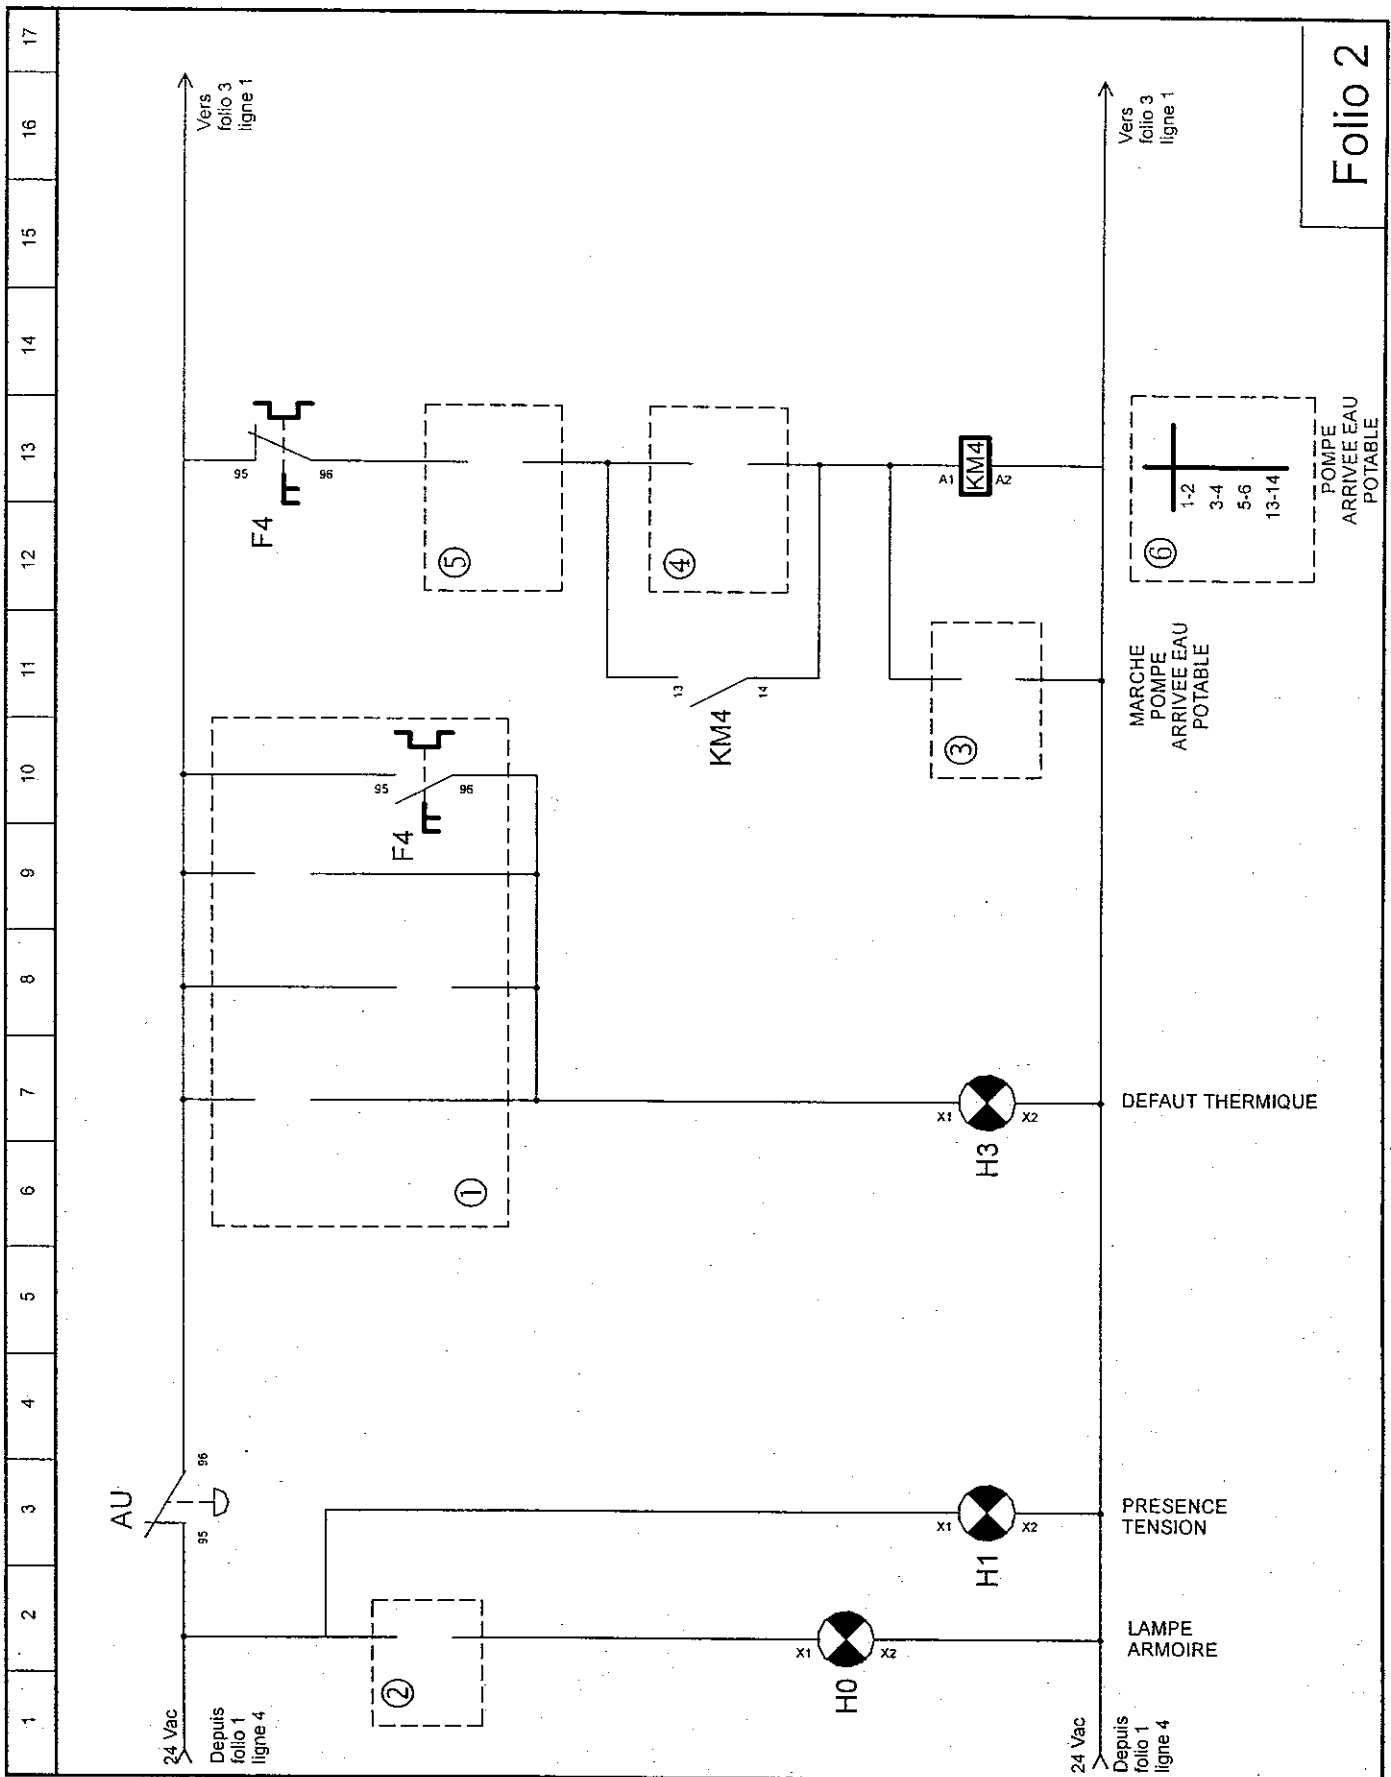 1
2
3
4
5
6
7
8
9
10
11
12
13
14
15
16
17
24 Vac
Depuis
folio 1
ligne 4
AU
95
96
Vers
folio 3
ligne 1
②
①
F4
95
96
F4
95
96
⑤
④
KM4
13
14
③
H0
X1
X2
H1
X1
X2
H3
X1
X2
KM4
A1
A2
24 Vac
Depuis
folio 1
ligne 4
LAMPE
ARMOIRE
PRESENCE
TENSION
DEFAUT THERMIQUE
MARCHE
POMPE
ARRIVEE EAU
POTABLE
⑥
1-2
3-4
5-6
13-14
POMPE
ARRIVEE EAU
POTABLE
Vers
folio 3
ligne 1
Folio 2